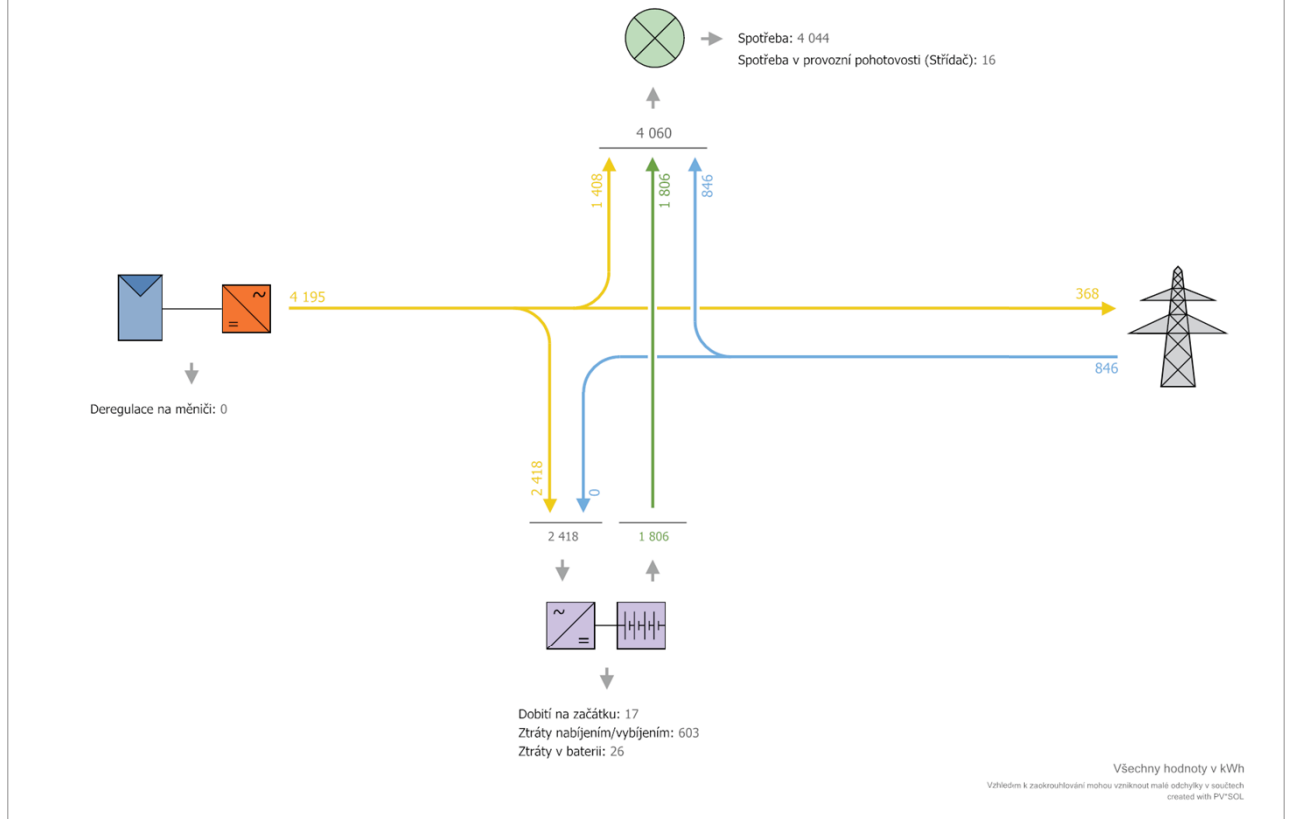 Spotřeba: 4 044
Spotřeba v provozní pohotovosti (Střídač): 16
4 060
1 408
1 806
846
4 195
368
846
Deregulace na měniči: 0
2 418
0
2 418
1 806
~
=
~
=
Dobití na začátku: 17
Ztráty nabíjením/vybíjením: 603
Ztráty v baterii: 26
Všechny hodnoty v kWh
Vzhledem k zaokrouhlování mohou vzniknout malé odchylky v součtech
created with PV*SOL